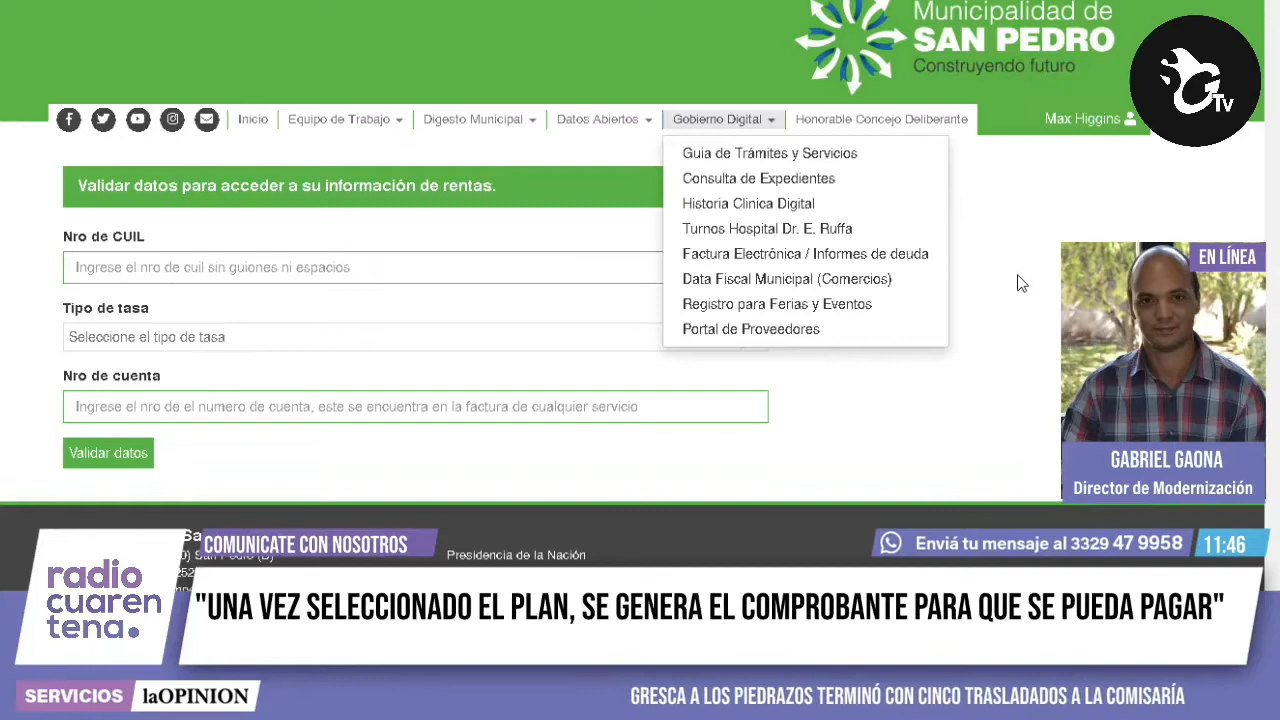 Municipalidad de
SAN PEDRO
Construyendo futuro
G TV
Inicio
Equipo de Trabajo
Digesto Municipal
Datos Abiertos
Gobierno Digital
Honorable Concejo Deliberante
Max Higgins
Guia de Trámites y Servicios
Consulta de Expedientes
Historia Clinica Digital
Turnos Hospital Dr. E. Ruffa
Factura Electrónica / Informes de deuda
Data Fiscal Municipal (Comercios)
Registro para Ferias y Eventos
Portal de Proveedores
Validar datos para acceder a su información de rentas.
Nro de CUIL
Ingrese el nro de cuil sin guiones ni espacios
Tipo de tasa
Seleccione el tipo de tasa
Nro de cuenta
Ingrese el nro de el numero de cuenta, este se encuentra en la factura de cualquier servicio
Validar datos
EN LÍNEA
GABRIEL GAONA
Director de Modernización
COMUNICATE CON NOSOTROS
Presidencia de la Nación
Enviá tu mensaje al 3329 47 9958
11:46
radio
cuaren
tena.
"UNA VEZ SELECCIONADO EL PLAN, SE GENERA EL COMPROBANTE PARA QUE SE PUEDA PAGAR"
SERVICIOS
laOPINION
GRESCA A LOS PIEDRAZOS TERMINÓ CON CINCO TRASLADADOS A LA COMISARÍA